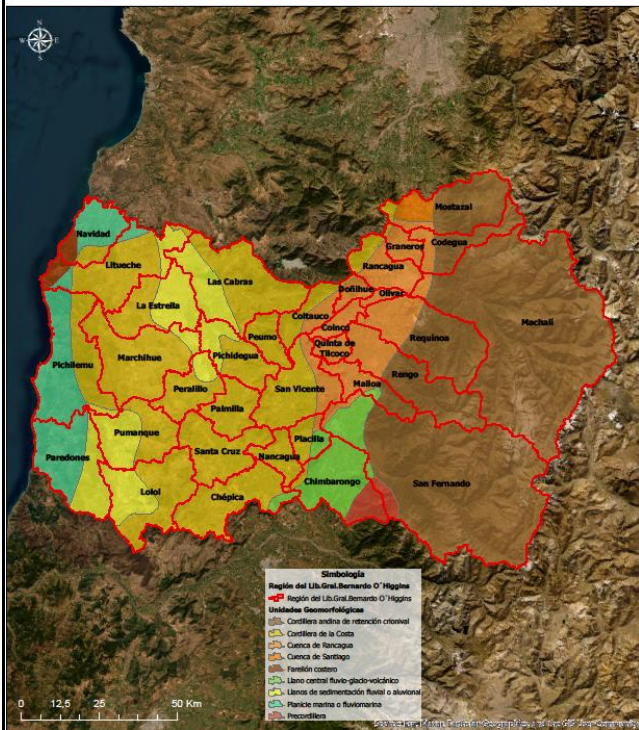 N
W E
S
Mostazal
Navidad
Graneros
Codegua
Litueche
Rancagua
Las Cabras
Doñihue
Olivar
La Estrella
Coltauco
Machalí
Coinco
Peumo
Requinoa
Quinta de
Tilcoco
Pichilemu
Marchihue
Pichidegua
Rengo
Malloa
Peralillo
San Vicente
Palmilla
Pumanque
Placilla
Paredones
Santa Cruz
Nancagua
Chimbarongo
San Fernando
Lolol
Chépica
Simbología
Región del Lib.Gral.Bernardo O´Higgins
Región del Lib.Gral.Bernardo O´Higgins
Unidades Geomorfológicas
Cordillera andina de retención crionival
Cordillera de la Costa
Cuenca de Rancagua
Cuenca de Santiago
Farellón costero
Llano central fluvio-glacio-volcánico
Llanos de sedimentación fluvial o aluvional
Planicie marina o fluviomarina
Precordillera
0 12,5 25 50 Km